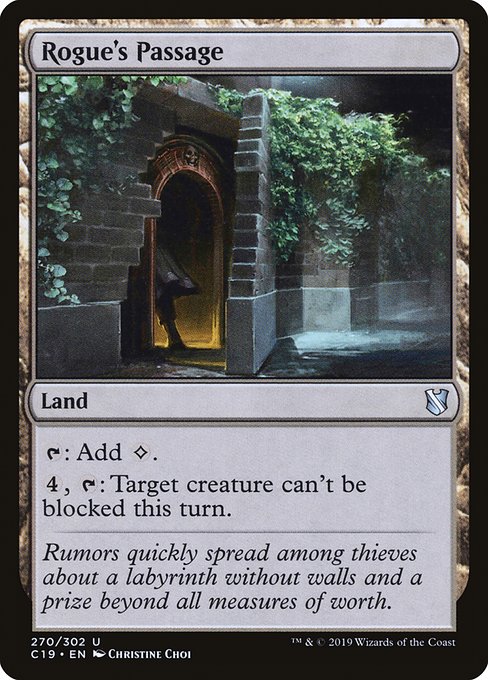 Rogue's Passage
Land
: Add .
4, : Target creature can't be
blocked this turn.
Rumors quickly spread among thieves
about a labyrinth without walls and a
prize beyond all measures of worth.
270/302 U
™ & © 2019 Wizards of the Coast
C19 • EN Christine Choi